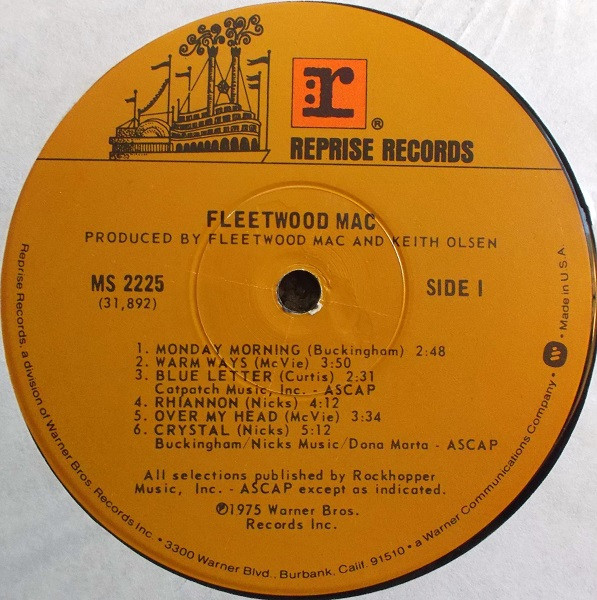 r
®
REPRISE RECORDS
FLEETWOOD MAC
PRODUCED BY FLEETWOOD MAC AND KEITH OLSEN
MS 2225
(31,892)
SIDE I
1. MONDAY MORNING (Buckingham) 2:48
2. WARM WAYS (McVie) 3:50
3. BLUE LETTER (Curtis) 2:31
Catpatch Music, Inc. - ASCAP
4. RHIANNON (Nicks) 4:12
5. OVER MY HEAD (McVie) 3:34
6. CRYSTAL (Nicks) 5:12
Buckingham/Nicks Music/Dona Marta - ASCAP
All selections published by Rockhopper
Music, Inc. - ASCAP except as indicated.
℗1975 Warner Bros.
Records Inc.
Reprise Records, a division of Warner Bros. Records Inc. • 3300 Warner Blvd., Burbank, Calif. 91510 • a Warner Communications Company • W • Made in U.S.A.